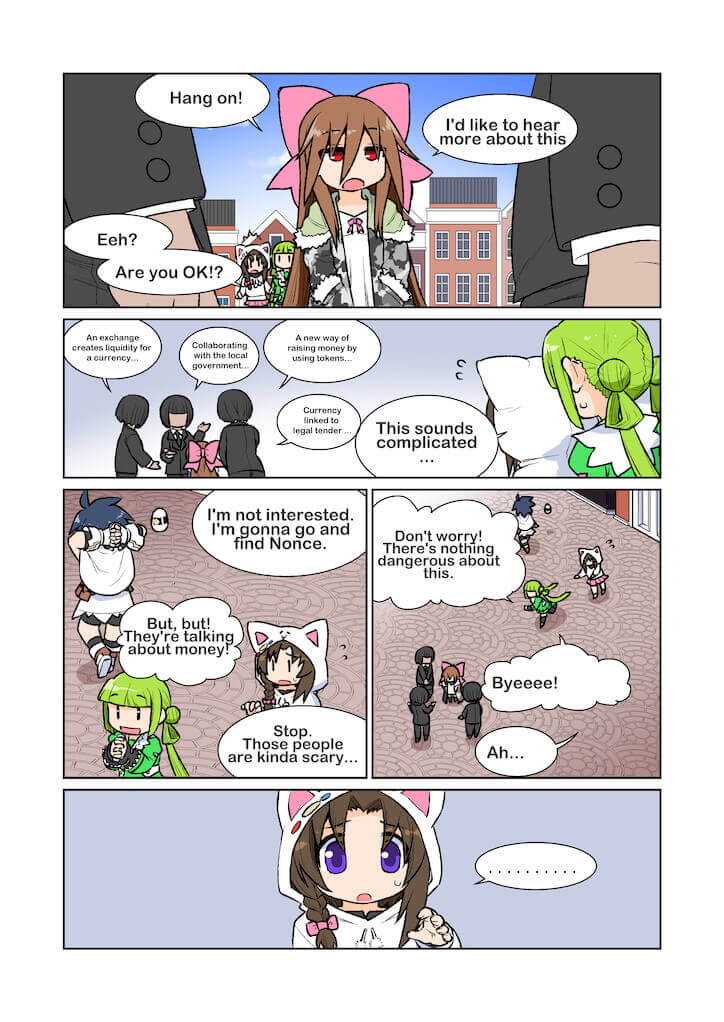 Hang on!
I'd like to hear
more about this
Eeh?
Are you OK!?
An exchange
creates liquidity for
a currency...
Collaborating
with the local
government...
A new way of
raising money by
using tokens...
Currency
linked to
legal tender ...
This sounds
complicated
...
I'm not interested.
I'm gonna go and
find Nonce.
But, but!
They're talking
about money!
Stop.
Those people
are kinda scary...
Don't worry!
There's nothing
dangerous about
this.
Byeeee!
Ah...
. . . . . . . . . .